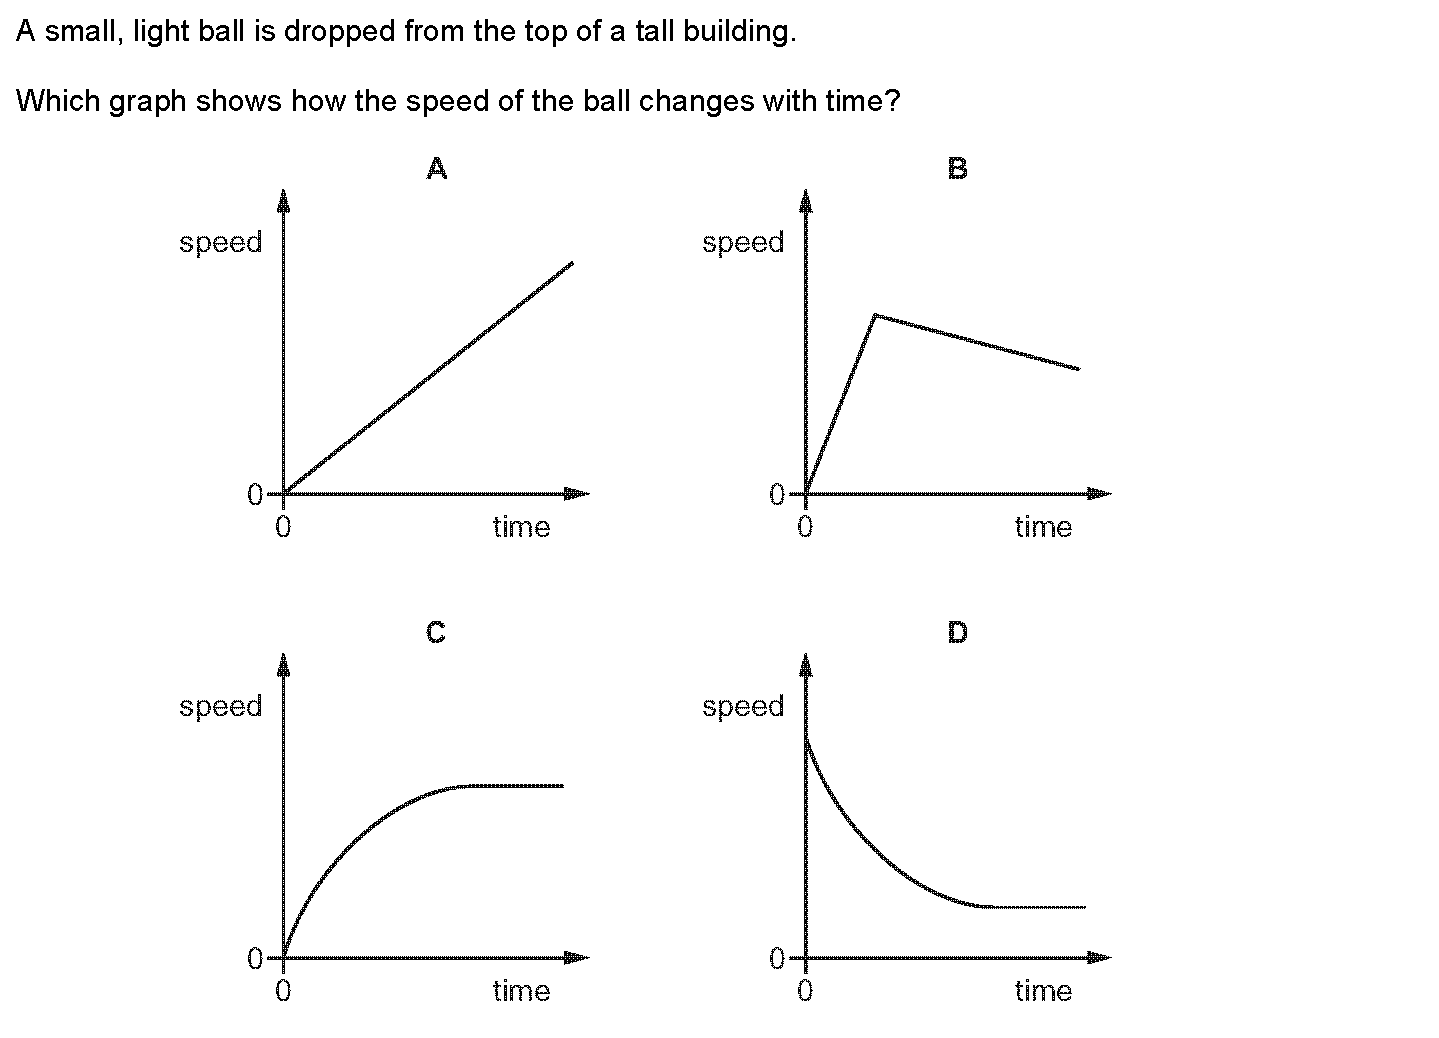 A small, light ball is dropped from the top of a tall building.
Which graph shows how the speed of the ball changes with time?
A
speed
0
0
time
B
speed
0
0
time
C
speed
0
0
time
D
speed
0
0
time